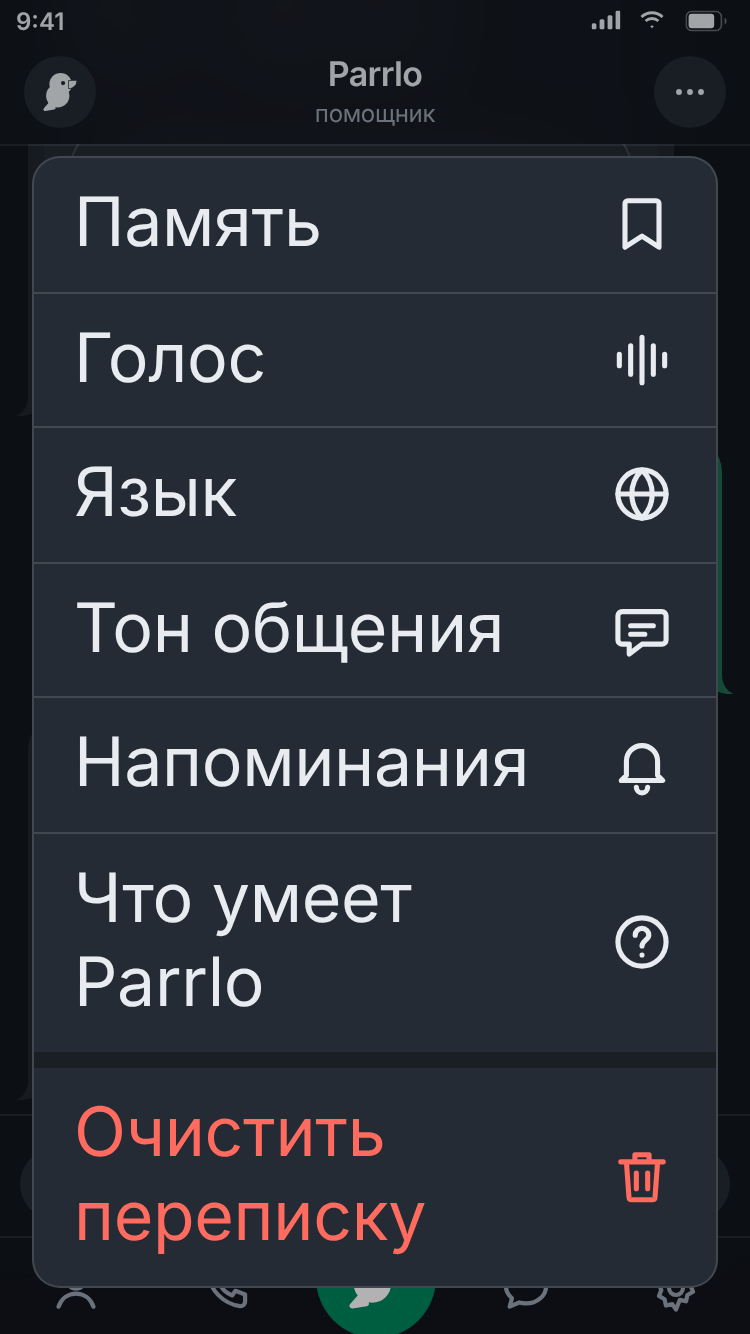 9:41
Parrlo
помощник
Память
Голос
Язык
Тон общения
Напоминания
Что умеет
Parrlo
Очистить
переписку